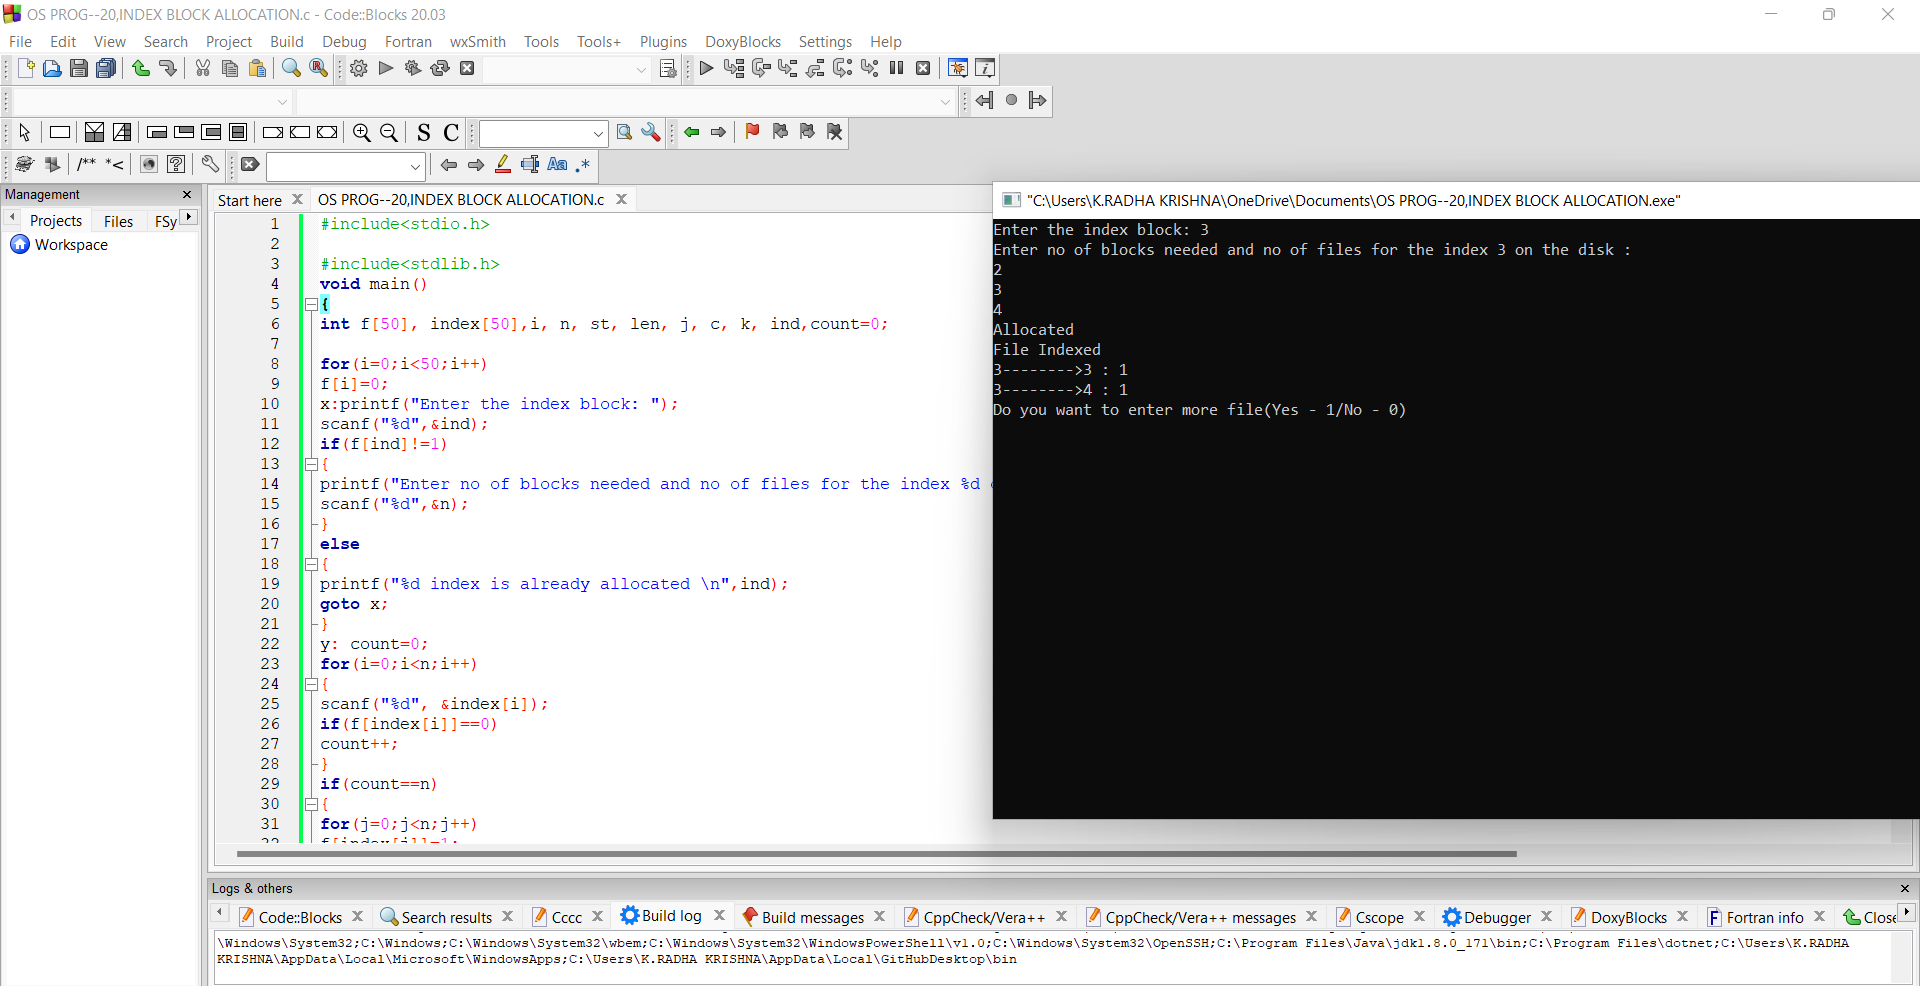 OS PROG--20,INDEX BLOCK ALLOCATION.c - Code::Blocks 20.03
File Edit View Search Project Build Debug Fortran wxSmith Tools Tools+ Plugins DoxyBlocks Settings Help
S C
/** *<
Aa .*
Management
Projects Files FSy
Workspace
Start here OS PROG--20,INDEX BLOCK ALLOCATION.c
1 #include<stdio.h>
2
3 #include<stdlib.h>
4 void main()
5 {
6 int f[50], index[50],i, n, st, len, j, c, k, ind,count=0;
7
8 for(i=0;i<50;i++)
9 f[i]=0;
10 x:printf("Enter the index block: ");
11 scanf("%d",&ind);
12 if(f[ind]!=1)
13 {
14 printf("Enter no of blocks needed and no of files for the index %d
15 scanf("%d",&n);
16 }
17 else
18 {
19 printf("%d index is already allocated \n",ind);
20 goto x;
21 }
22 y: count=0;
23 for(i=0;i<n;i++)
24 {
25 scanf("%d", &index[i]);
26 if(f[index[i]]==0)
27 count++;
28 }
29 if(count==n)
30 {
31 for(j=0;j<n;j++)
32 f[index[j]]=1;
"C:\Users\K.RADHA KRISHNA\OneDrive\Documents\OS PROG--20,INDEX BLOCK ALLOCATION.exe"
Enter the index block: 3
Enter no of blocks needed and no of files for the index 3 on the disk :
2
3
4
Allocated
File Indexed
3-------->3 : 1
3-------->4 : 1
Do you want to enter more file(Yes - 1/No - 0)
Logs & others
Code::Blocks Search results Cccc Build log Build messages CppCheck/Vera++ CppCheck/Vera++ messages Cscope Debugger DoxyBlocks Fortran info Close
\Windows\System32;C:\Windows;C:\Windows\System32\wbem;C:\Windows\System32\WindowsPowerShell\v1.0;C:\Windows\System32\OpenSSH;C:\Program Files\Java\jdk1.8.0_171\bin;C:\Program Files\dotnet;C:\Users\K.RADHA
KRISHNA\AppData\Local\Microsoft\WindowsApps;C:\Users\K.RADHA KRISHNA\AppData\Local\GitHubDesktop\bin